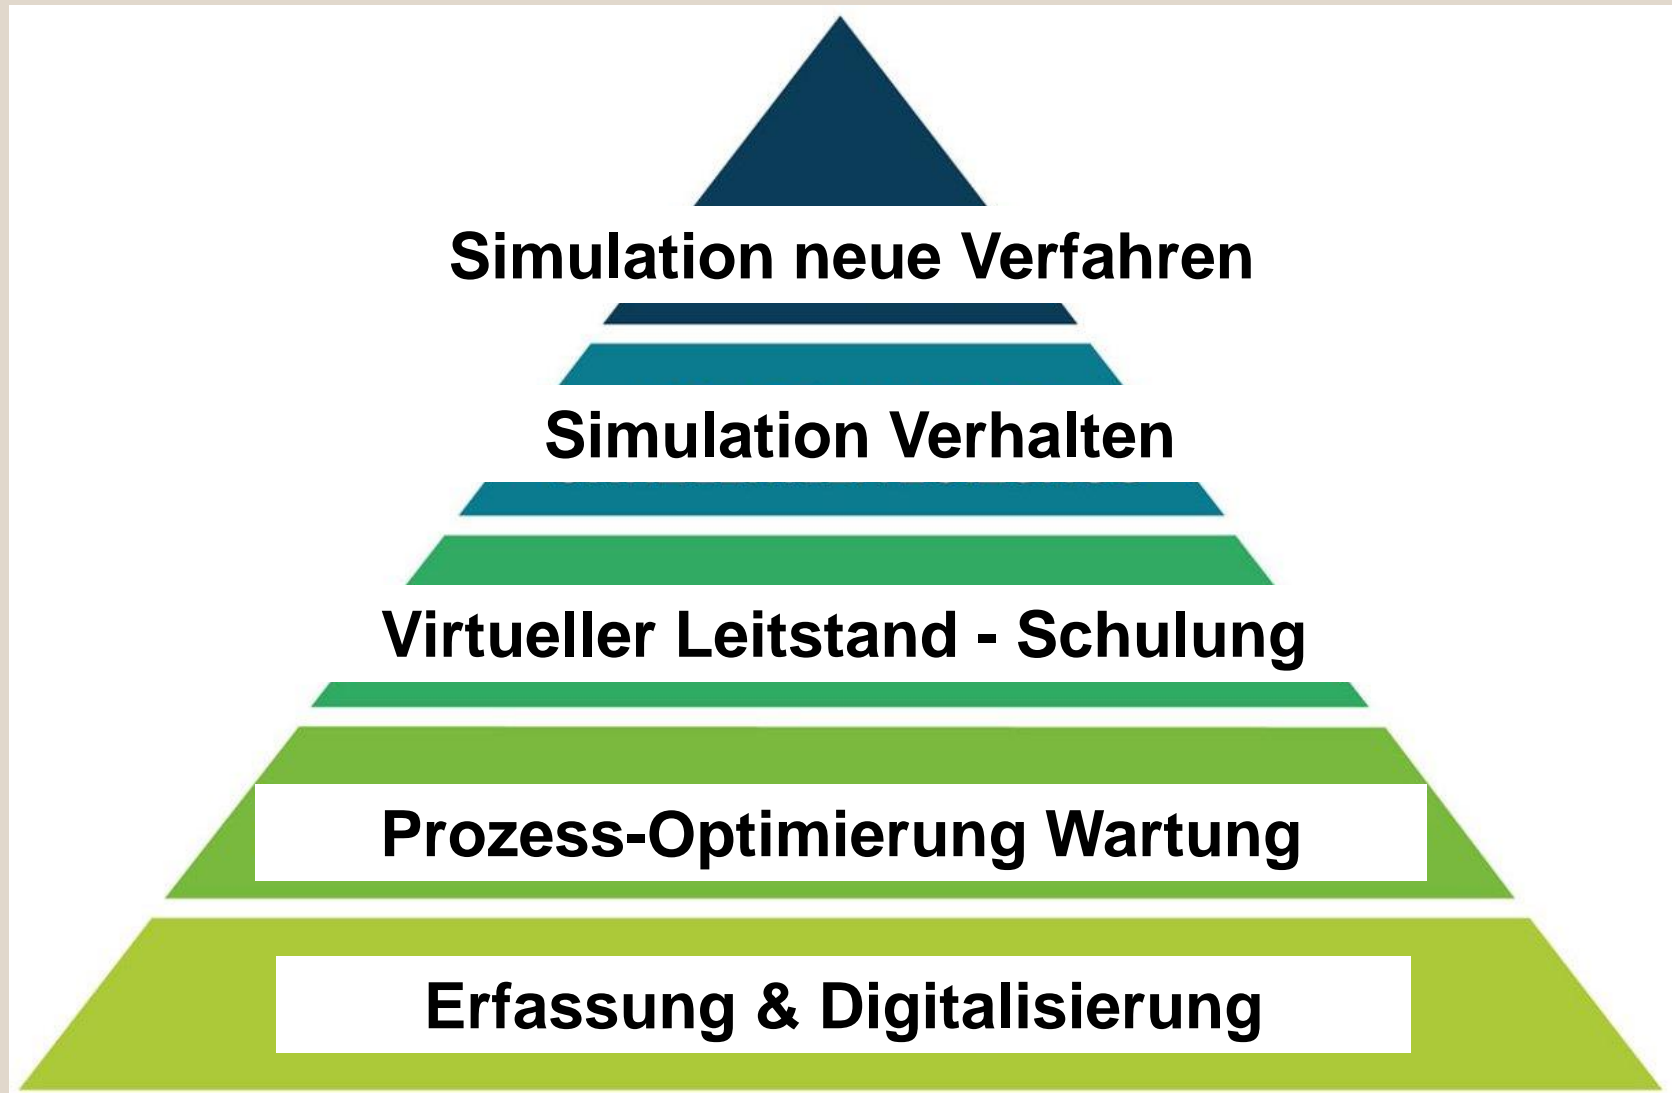 Simulation neue Verfahren
Simulation Verhalten
Virtueller Leitstand - Schulung
Prozess-Optimierung Wartung
Erfassung & Digitalisierung